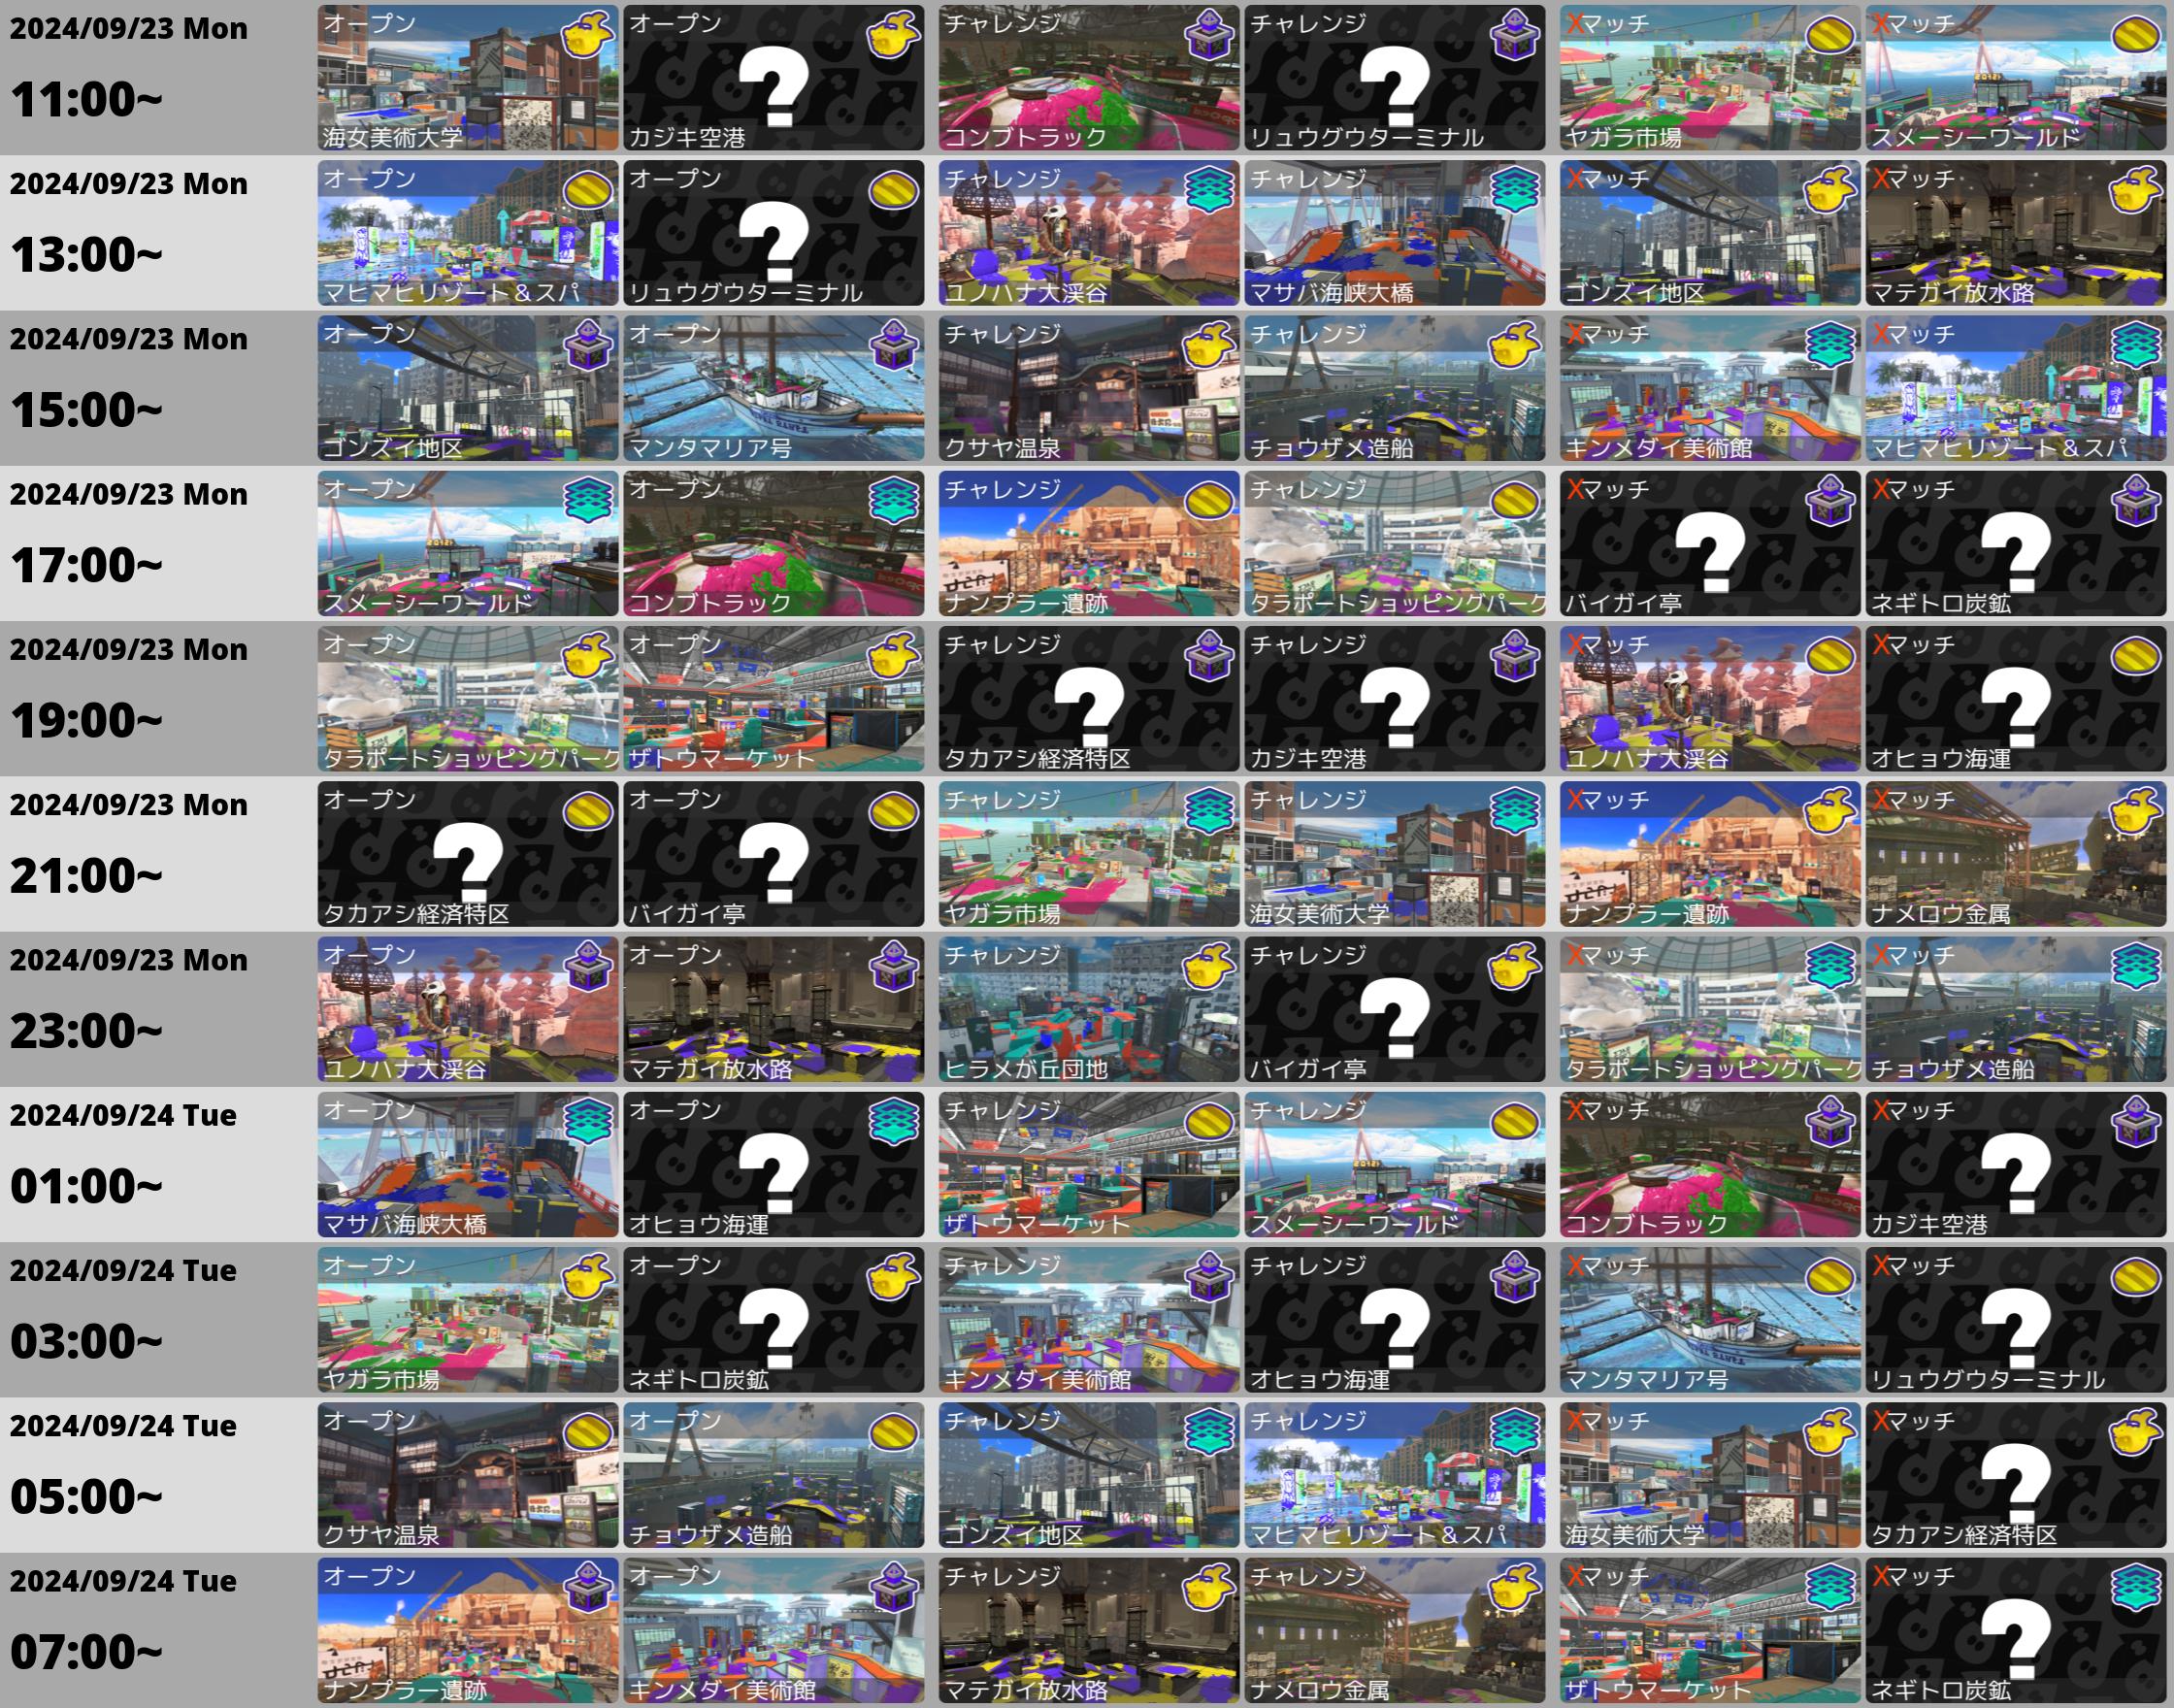 2024/09/23 Mon
11:00~
オープン
海女美術大学
オープン
カジキ空港
チャレンジ
コンブトラック
チャレンジ
リュウグウターミナル
Xマッチ
ヤガラ市場
Xマッチ
スメーシーワールド
2024/09/23 Mon
13:00~
オープン
マヒマヒリゾート＆スパ
オープン
リュウグウターミナル
チャレンジ
ユノハナ大渓谷
チャレンジ
マサバ海峡大橋
Xマッチ
ゴンズイ地区
Xマッチ
マテガイ放水路
2024/09/23 Mon
15:00~
オープン
ゴンズイ地区
オープン
マンタマリア号
チャレンジ
クサヤ温泉
チャレンジ
チョウザメ造船
Xマッチ
キンメダイ美術館
Xマッチ
マヒマヒリゾート＆スパ
2024/09/23 Mon
17:00~
オープン
スメーシーワールド
オープン
コンブトラック
チャレンジ
ナンプラー遺跡
チャレンジ
タラポートショッピングパーク
Xマッチ
バイガイ亭
Xマッチ
ネギトロ炭鉱
2024/09/23 Mon
19:00~
オープン
タラポートショッピングパーク
オープン
ザトウマーケット
チャレンジ
タカアシ経済特区
チャレンジ
カジキ空港
Xマッチ
ユノハナ大渓谷
Xマッチ
オヒョウ海運
2024/09/23 Mon
21:00~
オープン
タカアシ経済特区
オープン
バイガイ亭
チャレンジ
ヤガラ市場
チャレンジ
海女美術大学
Xマッチ
ナンプラー遺跡
Xマッチ
ナメロウ金属
2024/09/23 Mon
23:00~
オープン
ユノハナ大渓谷
オープン
マテガイ放水路
チャレンジ
ヒラメが丘団地
チャレンジ
バイガイ亭
Xマッチ
タラポートショッピングパーク
Xマッチ
チョウザメ造船
2024/09/24 Tue
01:00~
オープン
マサバ海峡大橋
オープン
オヒョウ海運
チャレンジ
ザトウマーケット
チャレンジ
スメーシーワールド
Xマッチ
コンブトラック
Xマッチ
カジキ空港
2024/09/24 Tue
03:00~
オープン
ヤガラ市場
オープン
ネギトロ炭鉱
チャレンジ
キンメダイ美術館
チャレンジ
オヒョウ海運
Xマッチ
マンタマリア号
Xマッチ
リュウグウターミナル
2024/09/24 Tue
05:00~
オープン
クサヤ温泉
オープン
チョウザメ造船
チャレンジ
ゴンズイ地区
チャレンジ
マヒマヒリゾート＆スパ
Xマッチ
海女美術大学
Xマッチ
タカアシ経済特区
2024/09/24 Tue
07:00~
オープン
ナンプラー遺跡
オープン
キンメダイ美術館
チャレンジ
マテガイ放水路
チャレンジ
ナメロウ金属
Xマッチ
ザトウマーケット
Xマッチ
ネギトロ炭鉱